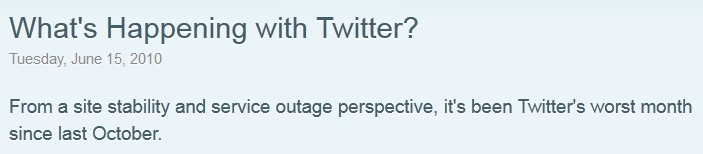 What's Happening with Twitter?
Tuesday, June 15, 2010
From a site stability and service outage perspective, it's been Twitter's worst month
since last October.